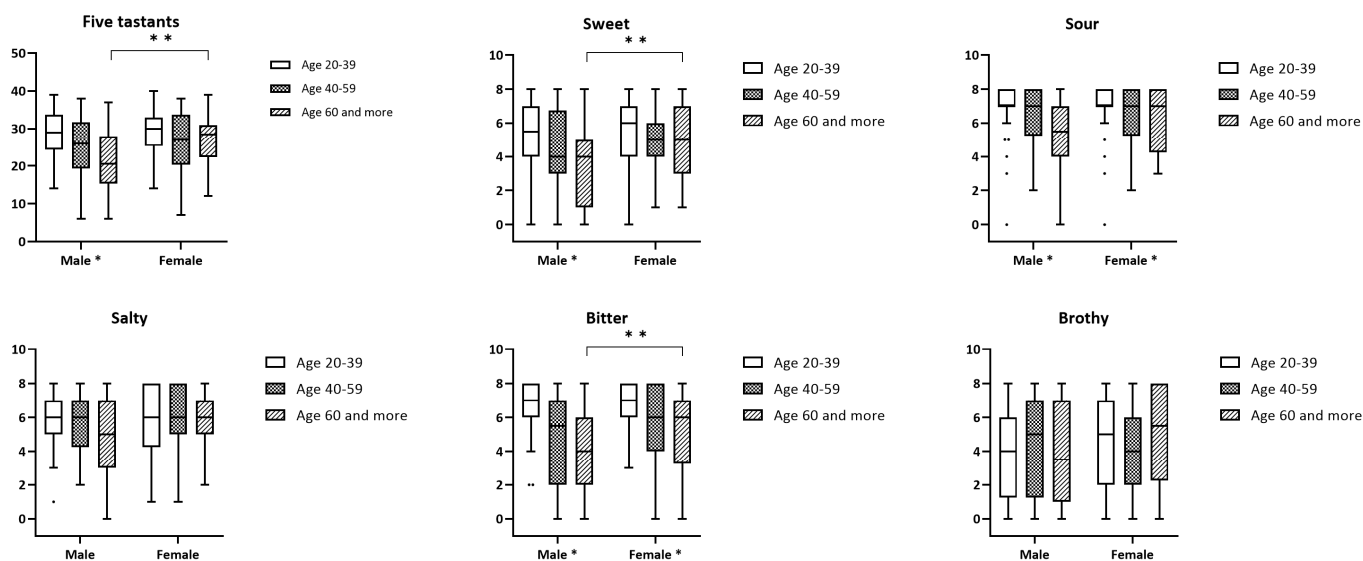 Five tastants
* *
50
40
30
20
10
0
Male *
Female
Age 20-39
Age 40-59
Age 60 and more
Sweet
* *
10
8
6
4
2
0
Male *
Female
Age 20-39
Age 40-59
Age 60 and more
Sour
10
8
6
4
2
0
Male *
Female *
Age 20-39
Age 40-59
Age 60 and more
Salty
10
8
6
4
2
0
Male
Female
Age 20-39
Age 40-59
Age 60 and more
Bitter
* *
10
8
6
4
2
0
Male *
Female *
Age 20-39
Age 40-59
Age 60 and more
Brothy
10
8
6
4
2
0
Male
Female
Age 20-39
Age 40-59
Age 60 and more